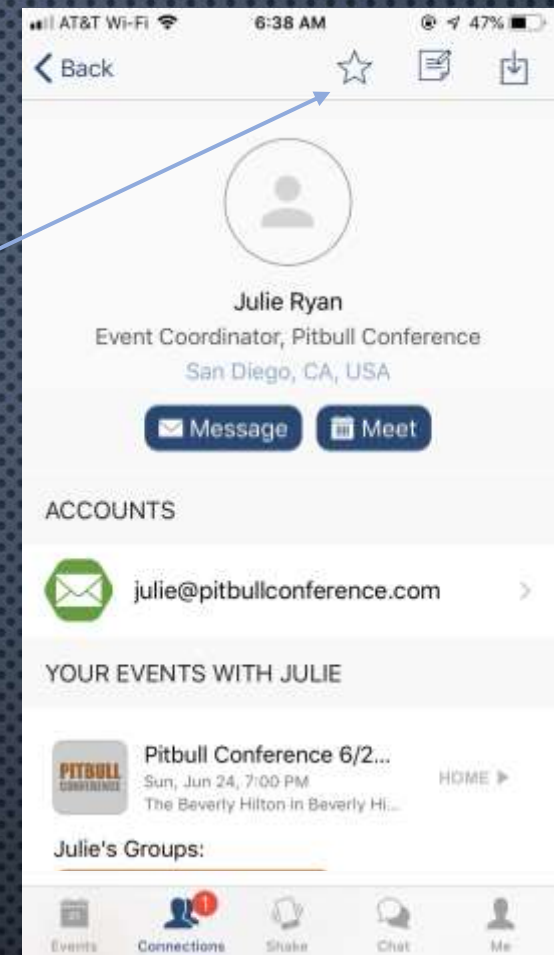 AT&T Wi-Fi 6:38 AM 47%
Back
Julie Ryan
Event Coordinator, Pitbull Conference
San Diego, CA, USA
Message Meet
ACCOUNTS
julie@pitbullconference.com
YOUR EVENTS WITH JULIE
PITBULL
CONFERENCE
Pitbull Conference 6/2...
Sun, Jun 24, 7:00 PM
HOME
The Beverly Hilton in Beverly Hi...
Julie's Groups:
1
Events Connections Shake Chat Me